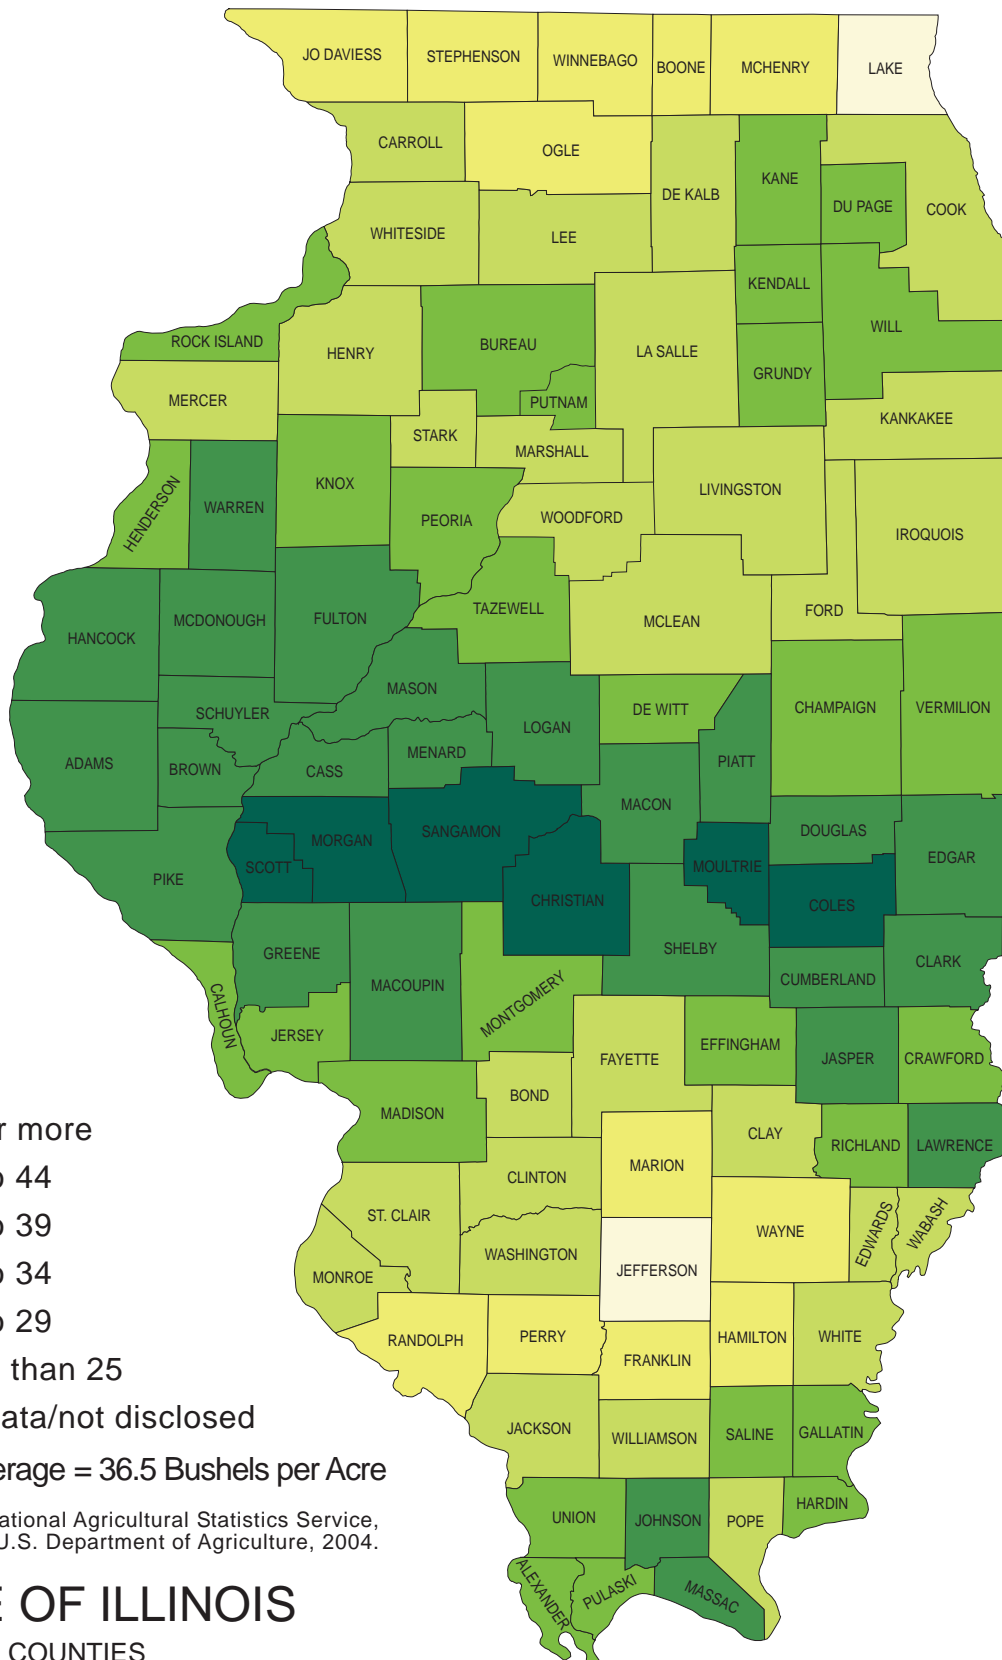 JO DAVIESS
STEPHENSON
WINNEBAGO
BOONE
MCHENRY
LAKE
CARROLL
OGLE
DE KALB
KANE
DU PAGE
COOK
WHITESIDE
LEE
KENDALL
WILL
ROCK ISLAND
HENRY
BUREAU
LA SALLE
GRUNDY
MERCER
PUTNAM
KANKAKEE
STARK
MARSHALL
HENDERSON
WARREN
KNOX
PEORIA
WOODFORD
LIVINGSTON
IROQUOIS
HANCOCK
MCDONOUGH
FULTON
TAZEWELL
MCLEAN
FORD
SCHUYLER
MASON
LOGAN
DE WITT
CHAMPAIGN
VERMILION
ADAMS
BROWN
CASS
MENARD
PIATT
MACON
SCOTT
MORGAN
SANGAMON
DOUGLAS
EDGAR
PIKE
CHRISTIAN
MOULTRIE
COLES
GREENE
MACOUPIN
MONTGOMERY
SHELBY
CUMBERLAND
CLARK
CALHOUN
JERSEY
FAYETTE
EFFINGHAM
JASPER
CRAWFORD
MADISON
BOND
CLAY
RICHLAND
LAWRENCE
MARION
CLINTON
ST. CLAIR
WAYNE
EDWARDS
WABASH
MONROE
WASHINGTON
JEFFERSON
RANDOLPH
PERRY
FRANKLIN
HAMILTON
WHITE
JACKSON
WILLIAMSON
SALINE
GALLATIN
UNION
JOHNSON
POPE
HARDIN
ALEXANDER
PULASKI
MASSAC
r more
o 44
o 39
o 34
o 29
than 25
ata/not disclosed
erage = 36.5 Bushels per Acre
ational Agricultural Statistics Service,
U.S. Department of Agriculture, 2004.
E OF ILLINOIS
COUNTIES